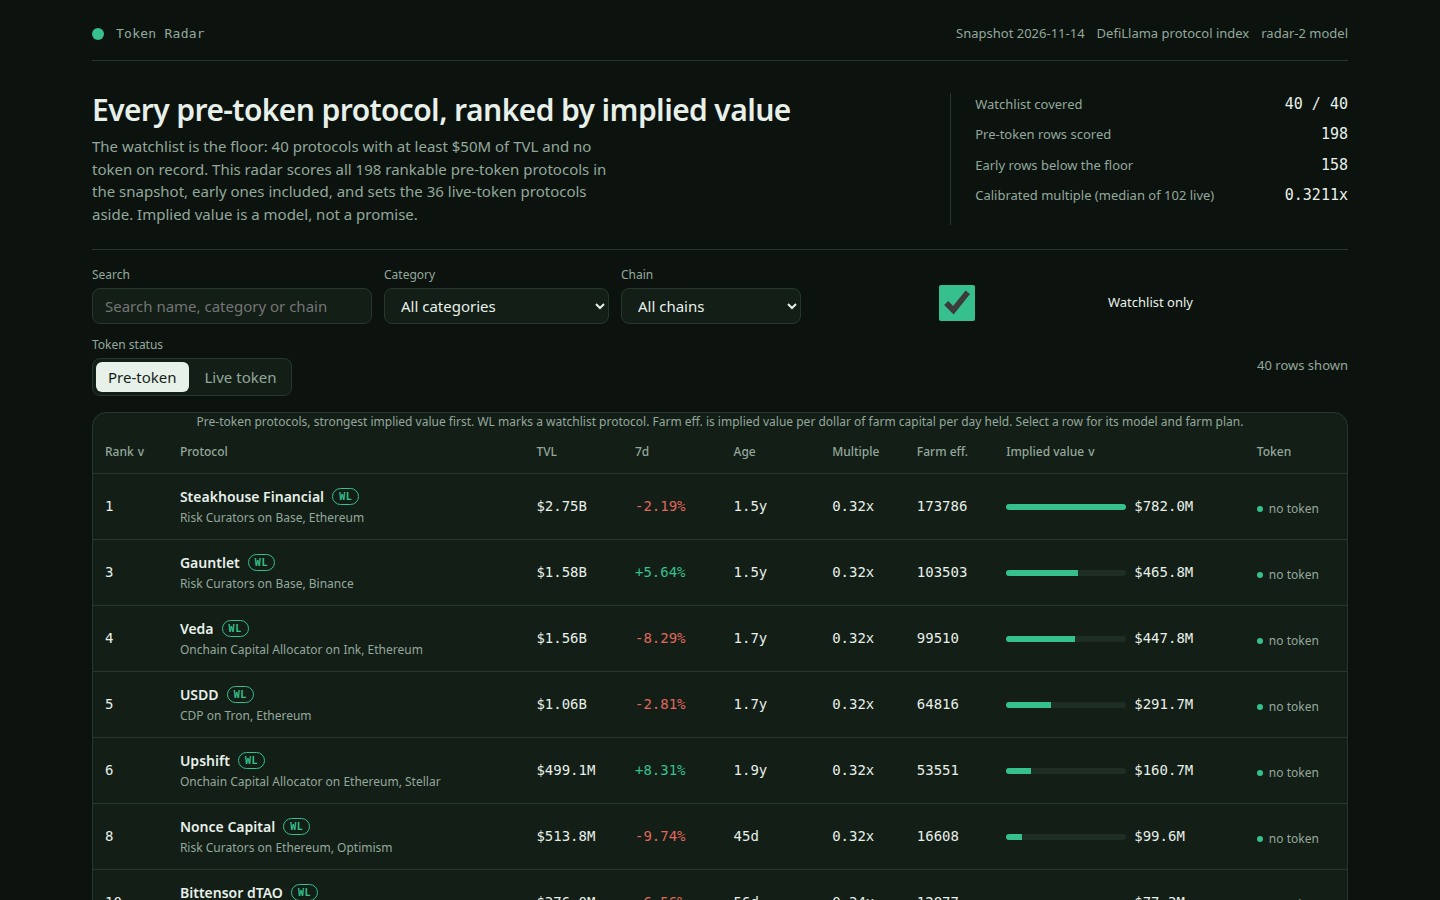 Token Radar
Snapshot 2026-11-14 DefiLlama protocol index radar-2 model
Every pre-token protocol, ranked by implied value
The watchlist is the floor: 40 protocols with at least $50M of TVL and no
token on record. This radar scores all 198 rankable pre-token protocols in
the snapshot, early ones included, and sets the 36 live-token protocols
aside. Implied value is a model, not a promise.
Watchlist covered 40 / 40
Pre-token rows scored 198
Early rows below the floor 158
Calibrated multiple (median of 102 live) 0.3211x
Search Category Chain
Search name, category or chain All categories All chains Watchlist only
Token status
Pre-token Live token 40 rows shown
Pre-token protocols, strongest implied value first. WL marks a watchlist protocol. Farm eff. is implied value per dollar of farm capital per day held. Select a row for its model and farm plan.
Rank v Protocol TVL 7d Age Multiple Farm eff. Implied value v Token
1 Steakhouse Financial WL $2.75B -2.19% 1.5y 0.32x 173786 $782.0M no token
Risk Curators on Base, Ethereum
3 Gauntlet WL $1.58B +5.64% 1.5y 0.32x 103503 $465.8M no token
Risk Curators on Base, Binance
4 Veda WL $1.56B -8.29% 1.7y 0.32x 99510 $447.8M no token
Onchain Capital Allocator on Ink, Ethereum
5 USDD WL $1.06B -2.81% 1.7y 0.32x 64816 $291.7M no token
CDP on Tron, Ethereum
6 Upshift WL $499.1M +8.31% 1.9y 0.32x 53551 $160.7M no token
Onchain Capital Allocator on Ethereum, Stellar
8 Nonce Capital WL $513.8M -9.74% 45d 0.32x 16608 $99.6M no token
Risk Curators on Ethereum, Optimism
Bittensor dTAO WL